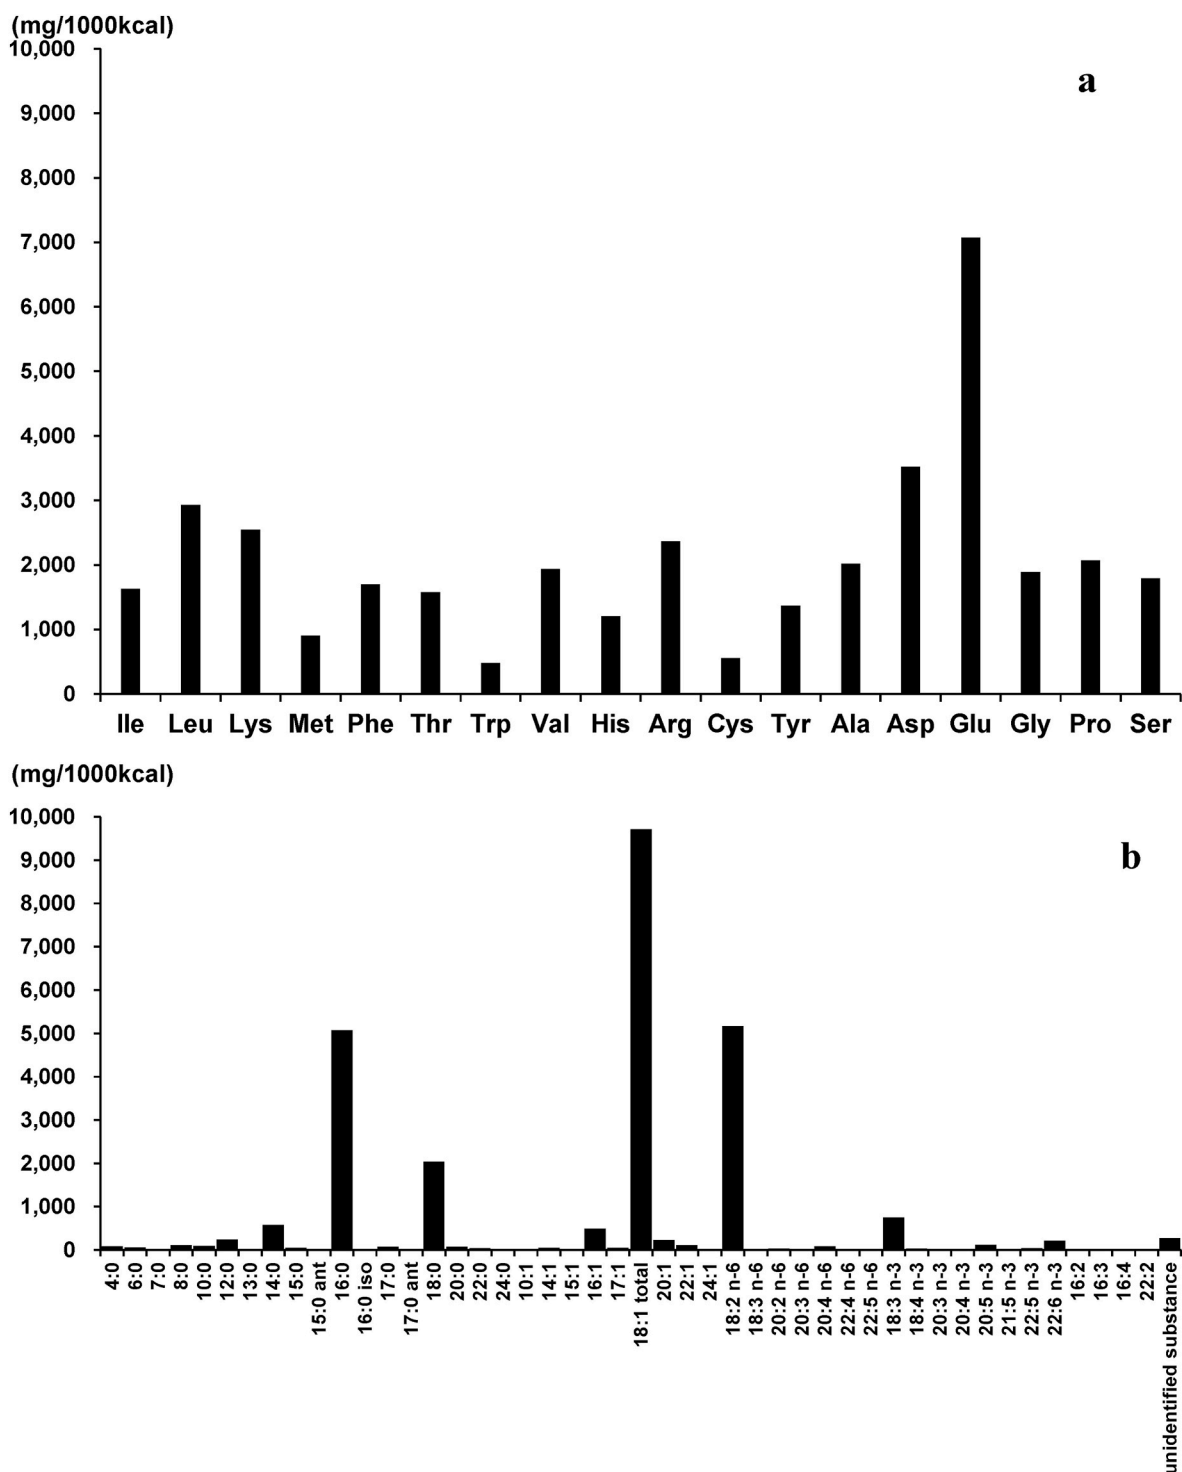 (mg/1000kcal)
10,000
a
9,000
8,000
7,000
6,000
5,000
4,000
3,000
2,000
1,000
0
Ile Leu Lys Met Phe Thr Trp Val His Arg Cys Tyr Ala Asp Glu Gly Pro Ser
(mg/1000kcal)
10,000
b
9,000
8,000
7,000
6,000
5,000
4,000
3,000
2,000
1,000
0
4:0
6:0
7:0
8:0
10:0
12:0
13:0
14:0
15:0
15:0 ant
16:0
16:0 iso
17:0
17:0 ant
18:0
20:0
22:0
24:0
10:1
14:1
15:1
16:1
17:1
18:1 total
20:1
22:1
24:1
18:2 n-6
18:3 n-6
20:2 n-6
20:3 n-6
20:4 n-6
22:4 n-6
22:5 n-6
18:3 n-3
18:4 n-3
20:3 n-3
20:4 n-3
20:5 n-3
21:5 n-3
22:5 n-3
22:6 n-3
16:2
16:3
16:4
22:2
unidentified substance